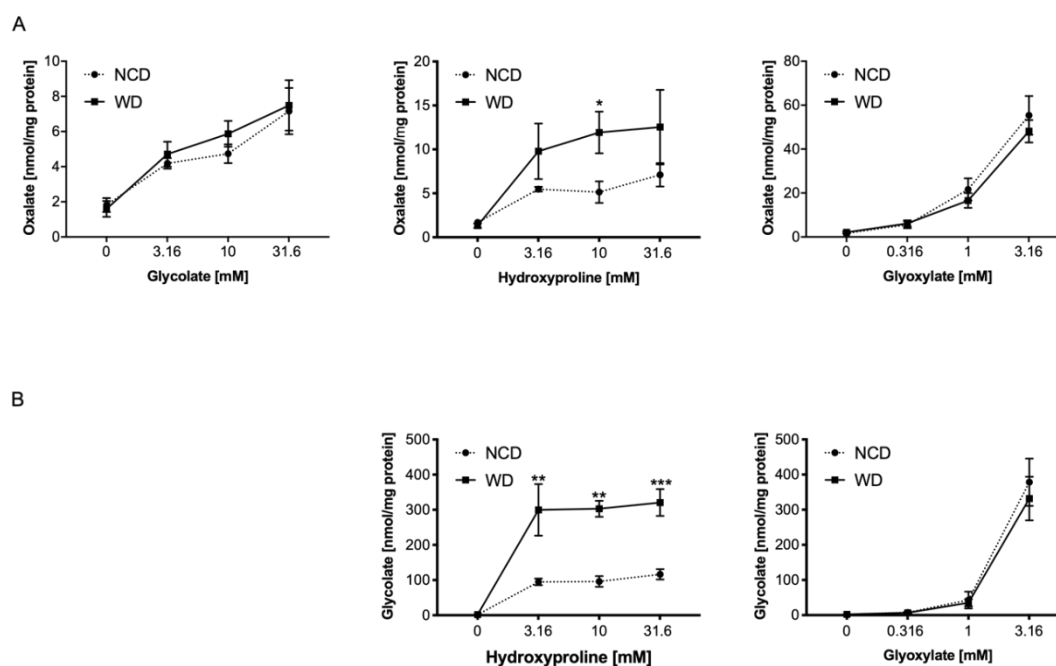 A
10
8
6
4
2
0
Oxalate [nmol/mg protein]
NCD
WD
0 3.16 10 31.6
Glycolate [mM]
20
15
10
5
0
Oxalate [nmol/mg protein]
NCD
WD
*
0 3.16 10 31.6
Hydroxyproline [mM]
80
60
40
20
0
Oxalate [nmol/mg protein]
NCD
WD
0 0.316 1 3.16
Glyoxylate [mM]
B
500
400
300
200
100
0
Glycolate [nmol/mg protein]
NCD
WD
** ** ***
0 3.16 10 31.6
Hydroxyproline [mM]
500
400
300
200
100
0
Glycolate [nmol/mg protein]
NCD
WD
0 0.316 1 3.16
Glyoxylate [mM]